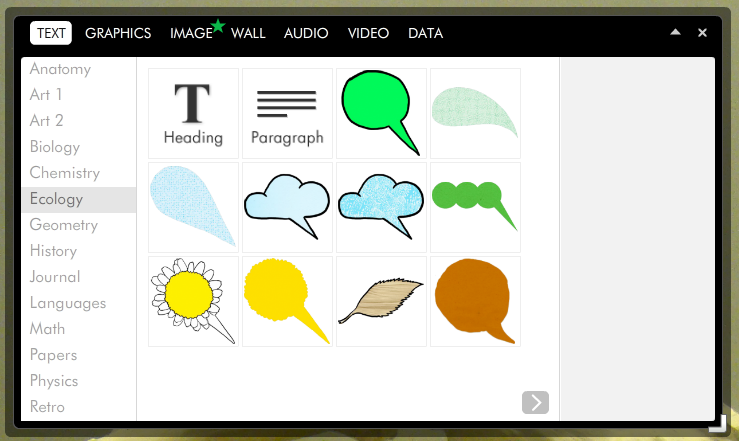 TEXT GRAPHICS IMAGE WALL AUDIO VIDEO DATA
Anatomy
Art 1
Art 2
Biology
Chemistry
Ecology
Geometry
History
Journal
Languages
Math
Papers
Physics
Retro
T
Heading
Paragraph